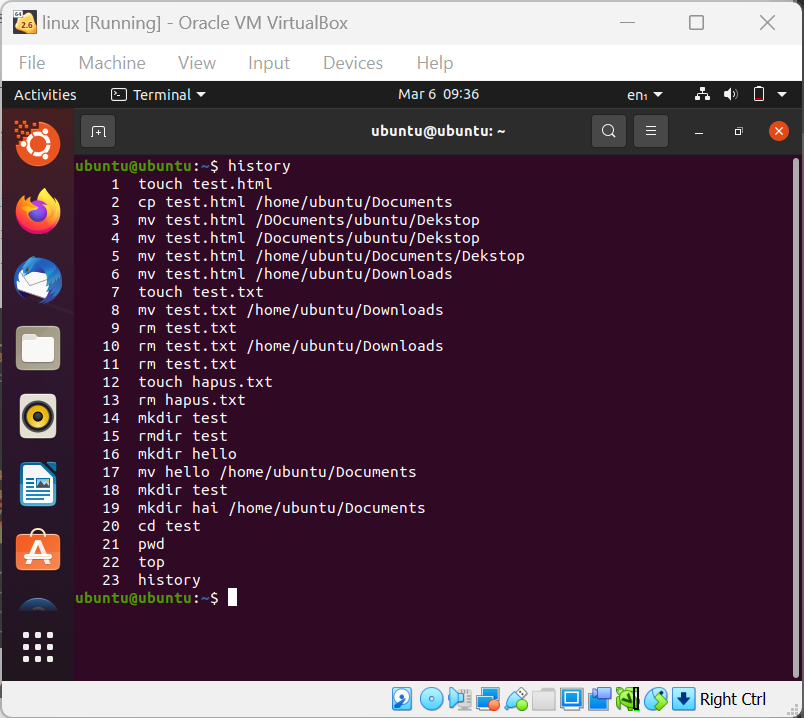 linux [Running] - Oracle VM VirtualBox
File Machine View Input Devices Help
Activities Terminal Mar 6 09:36 en₁
ubuntu@ubuntu: ~
ubuntu@ubuntu:~$ history
1 touch test.html
2 cp test.html /home/ubuntu/Documents
3 mv test.html /DOcuments/ubuntu/Dekstop
4 mv test.html /Documents/ubuntu/Dekstop
5 mv test.html /home/ubuntu/Documents/Dekstop
6 mv test.html /home/ubuntu/Downloads
7 touch test.txt
8 mv test.txt /home/ubuntu/Downloads
9 rm test.txt
10 rm test.txt /home/ubuntu/Downloads
11 rm test.txt
12 touch hapus.txt
13 rm hapus.txt
14 mkdir test
15 rmdir test
16 mkdir hello
17 mv hello /home/ubuntu/Documents
18 mkdir test
19 mkdir hai /home/ubuntu/Documents
20 cd test
21 pwd
22 top
23 history
ubuntu@ubuntu:~$
Right Ctrl